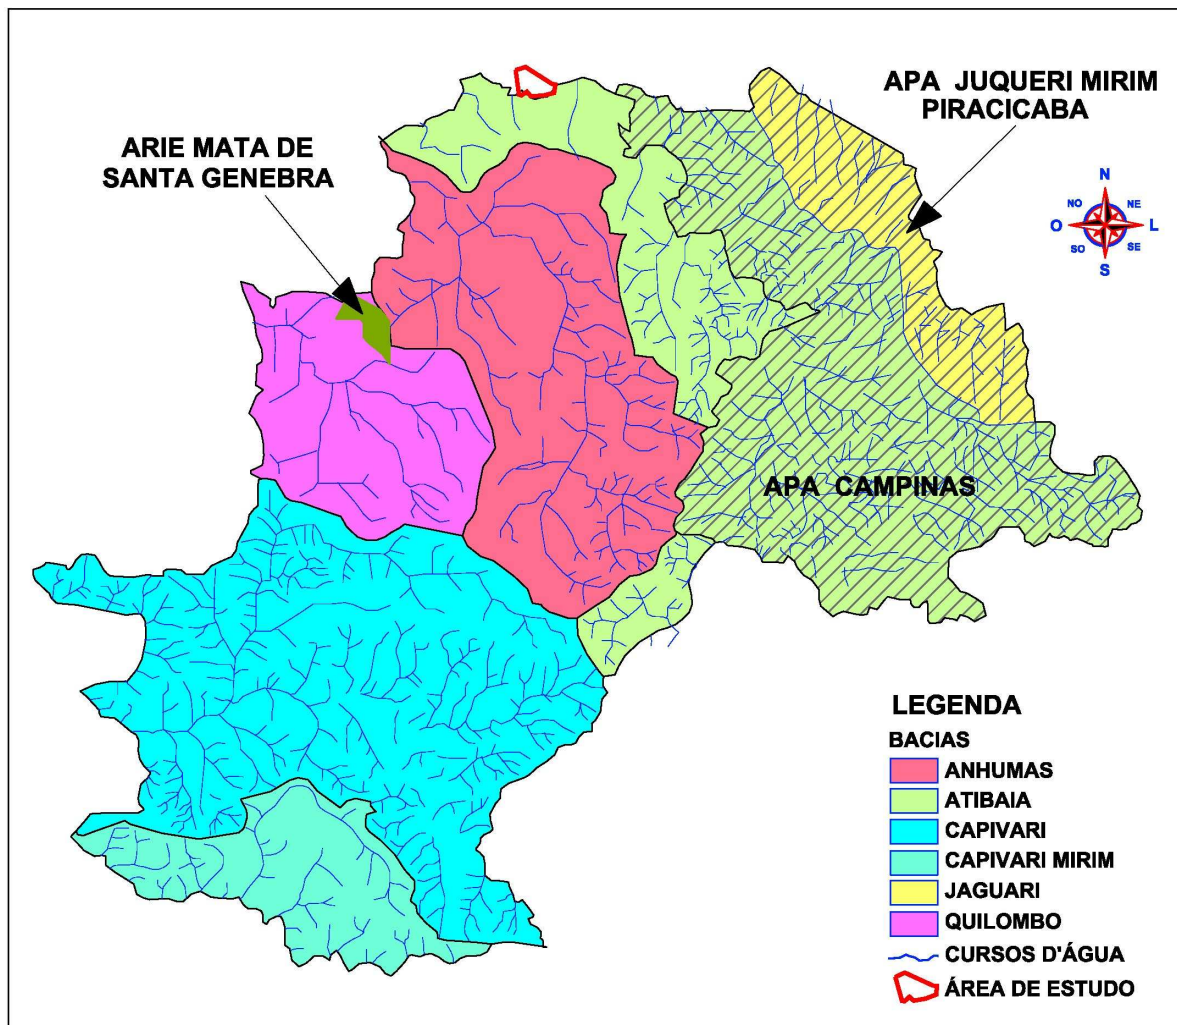 APA JUQUERI MIRIM
PIRACICABA
ARIE MATA DE
SANTA GENEBRA
N
NO NE
O L
SO SE
S
APA CAMPINAS
LEGENDA
BACIAS
ANHUMAS
ATIBAIA
CAPIVARI
CAPIVARI MIRIM
JAGUARI
QUILOMBO
CURSOS D'ÁGUA
ÁREA DE ESTUDO